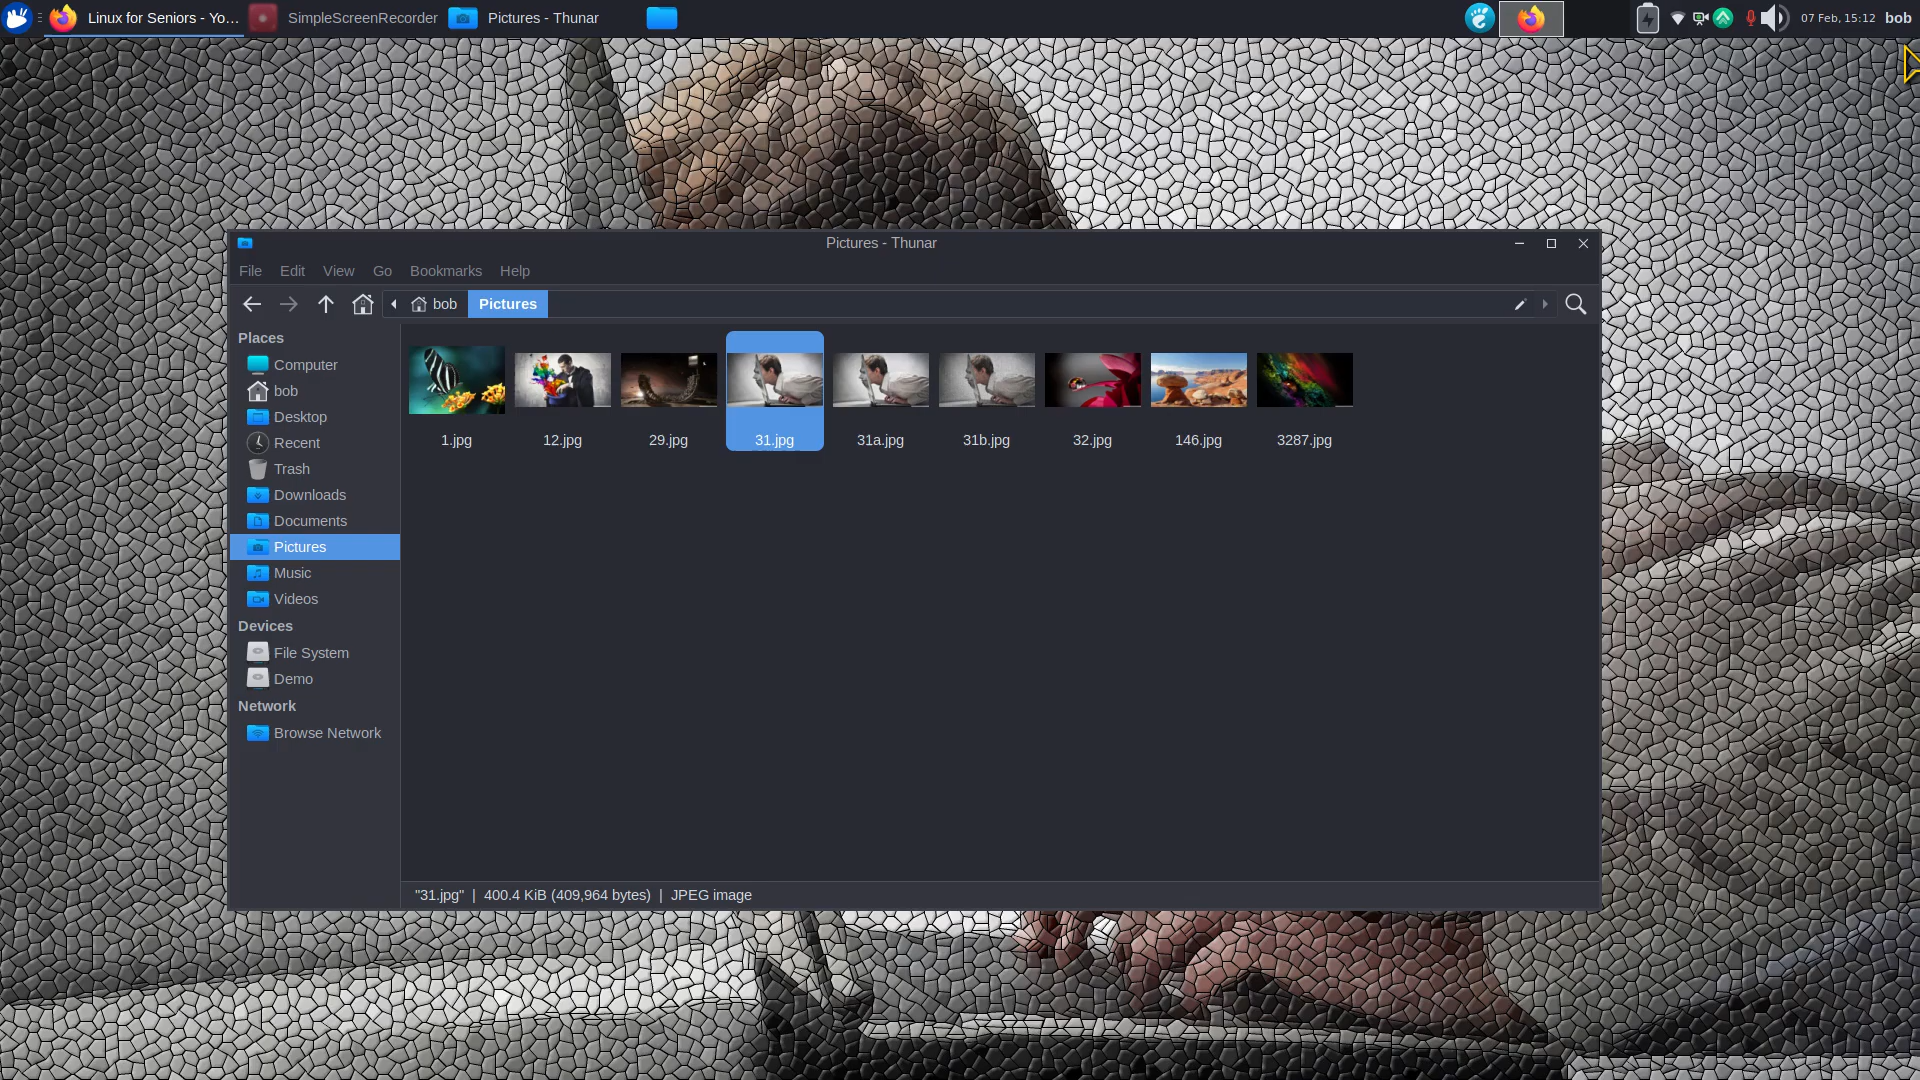 Linux for Seniors - Yo...
SimpleScreenRecorder
Pictures - Thunar
07 Feb, 15:12
bob
Pictures - Thunar
File Edit View Go Bookmarks Help
bob Pictures
Places
Computer
bob
Desktop
Recent
Trash
Downloads
Documents
Pictures
Music
Videos
Devices
File System
Demo
Network
Browse Network
1.jpg 12.jpg 29.jpg 31.jpg 31a.jpg 31b.jpg 32.jpg 146.jpg 3287.jpg
"31.jpg" | 400.4 KiB (409,964 bytes) | JPEG image